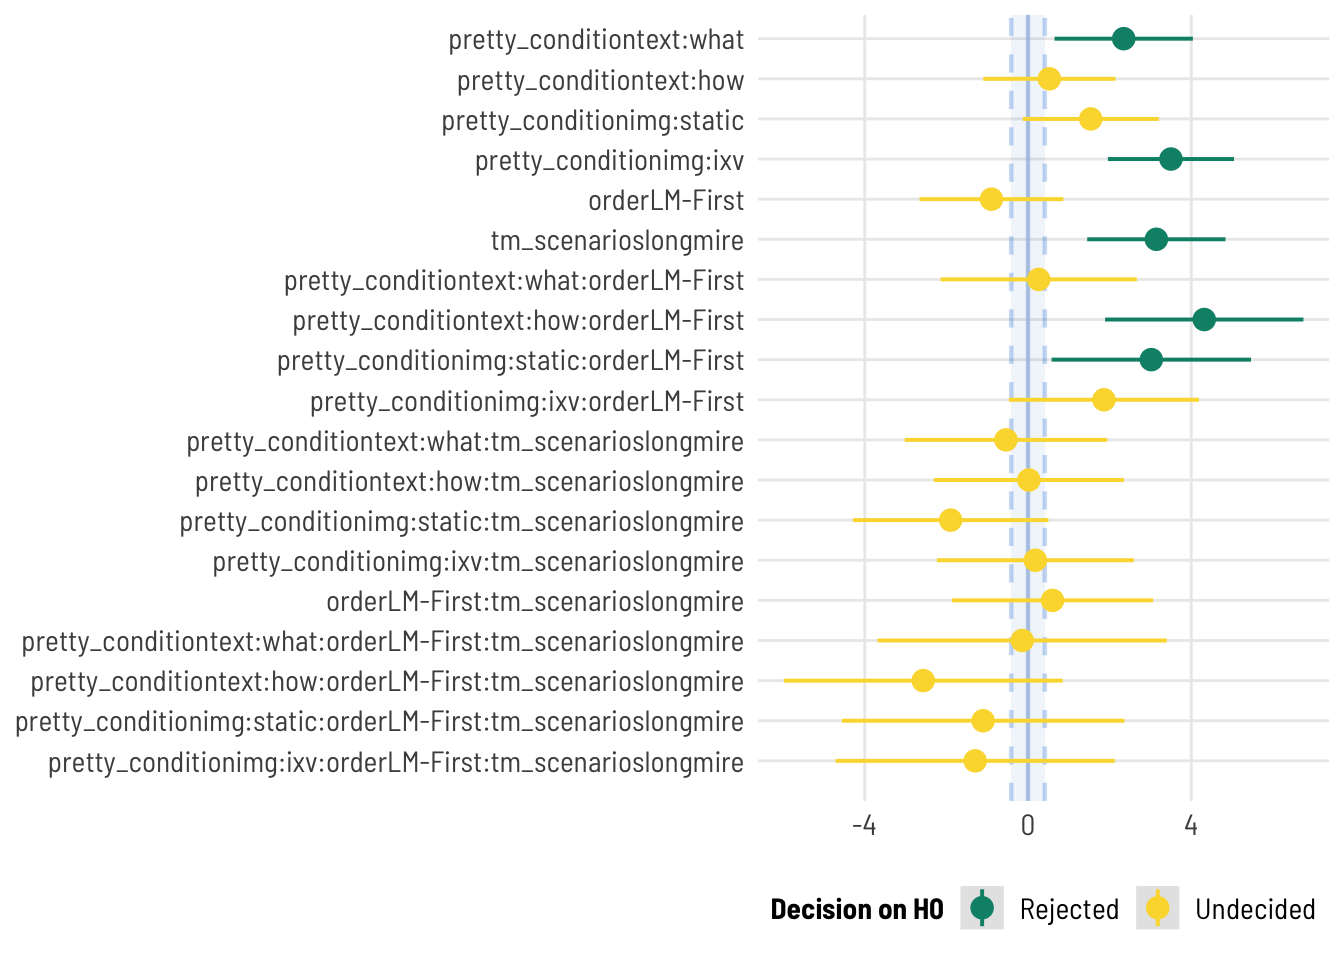 pretty_conditiontext:what
pretty_conditiontext:how
pretty_conditionimg:static
pretty_conditionimg:ixv
orderLM-First
tm_scenarioslongmire
pretty_conditiontext:what:orderLM-First
pretty_conditiontext:how:orderLM-First
pretty_conditionimg:static:orderLM-First
pretty_conditionimg:ixv:orderLM-First
pretty_conditiontext:what:tm_scenarioslongmire
pretty_conditiontext:how:tm_scenarioslongmire
pretty_conditionimg:static:tm_scenarioslongmire
pretty_conditionimg:ixv:tm_scenarioslongmire
orderLM-First:tm_scenarioslongmire
pretty_conditiontext:what:orderLM-First:tm_scenarioslongmire
pretty_conditiontext:how:orderLM-First:tm_scenarioslongmire
pretty_conditionimg:static:orderLM-First:tm_scenarioslongmire
pretty_conditionimg:ixv:orderLM-First:tm_scenarioslongmire
-4 0 4
Decision on H0 Rejected Undecided